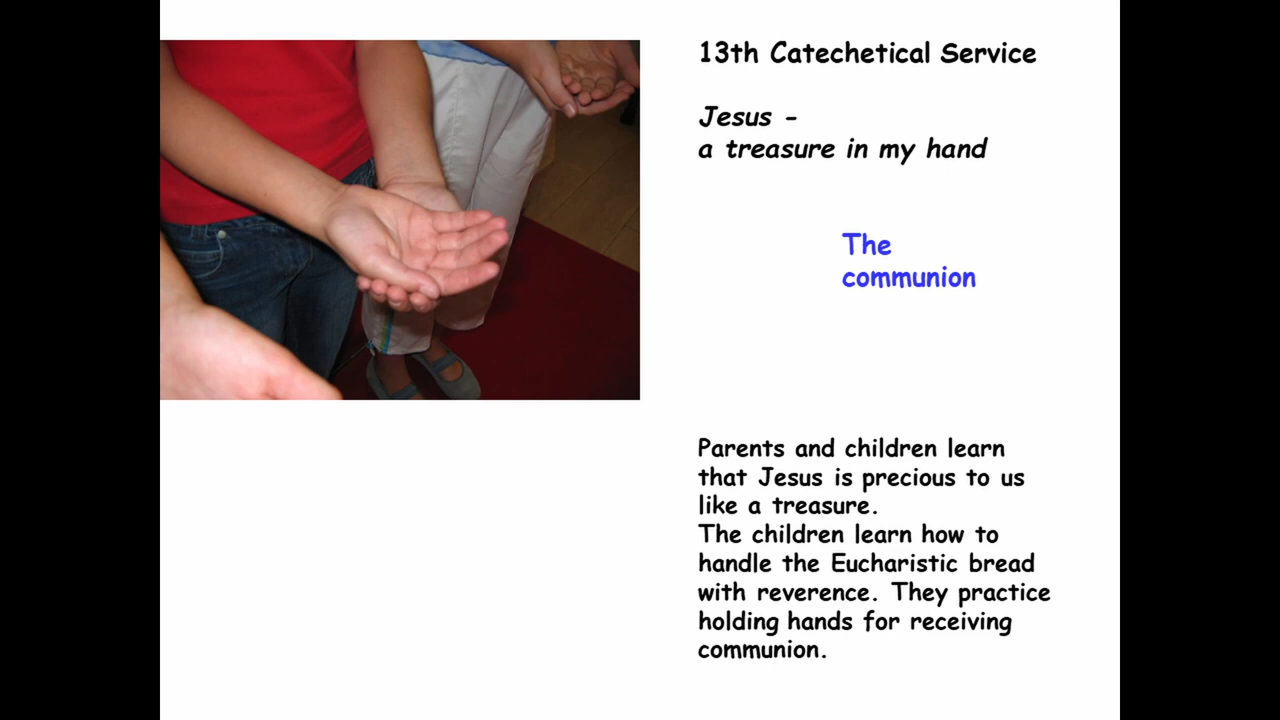 13th Catechetical Service
Jesus -
a treasure in my hand
The
communion
Parents and children learn
that Jesus is precious to us
like a treasure.
The children learn how to
handle the Eucharistic bread
with reverence. They practice
holding hands for receiving
communion.